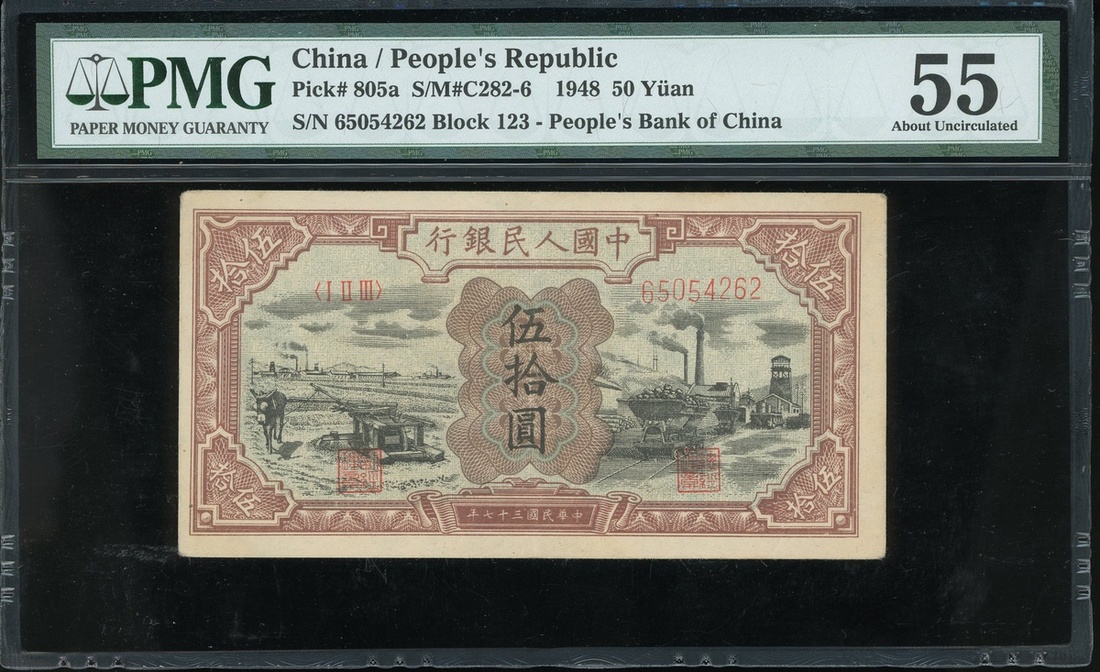 PMG
PAPER MONEY GUARANTY
China / People's Republic
Pick# 805a S/M#C282-6 1948 50 Yüan
S/N 65054262 Block 123 - People's Bank of China
55
About Uncirculated
行銀民人國中
拾伍
拾伍
〈I II III〉
65054262
伍拾圓
拾伍
拾伍
年七十三國民華中